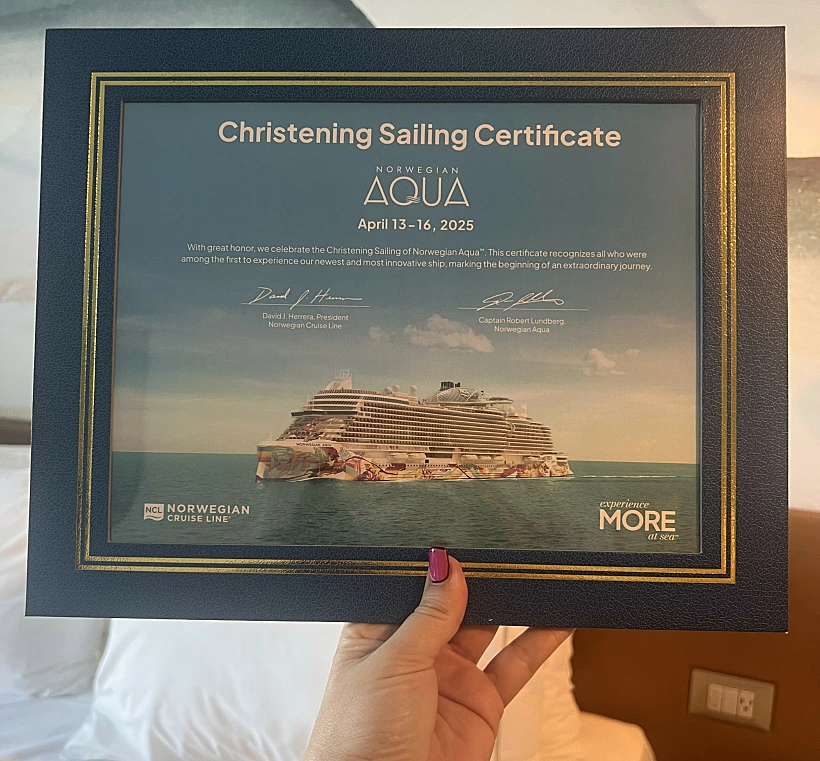 Christening Sailing Certificate
NORWEGIAN
AQUA
April 13-16, 2025
With great honor, we celebrate the Christening Sailing of Norwegian Aqua™. This certificate recognizes all who were
among the first to experience our newest and most innovative ship, marking the beginning of an extraordinary journey.
David J. Herrera, President
Norwegian Cruise Line
Captain Robert Lundberg,
Norwegian Aqua
NORWEGIAN AQUA
NCL NORWEGIAN
CRUISE LINE®
experience
MORE
at sea™